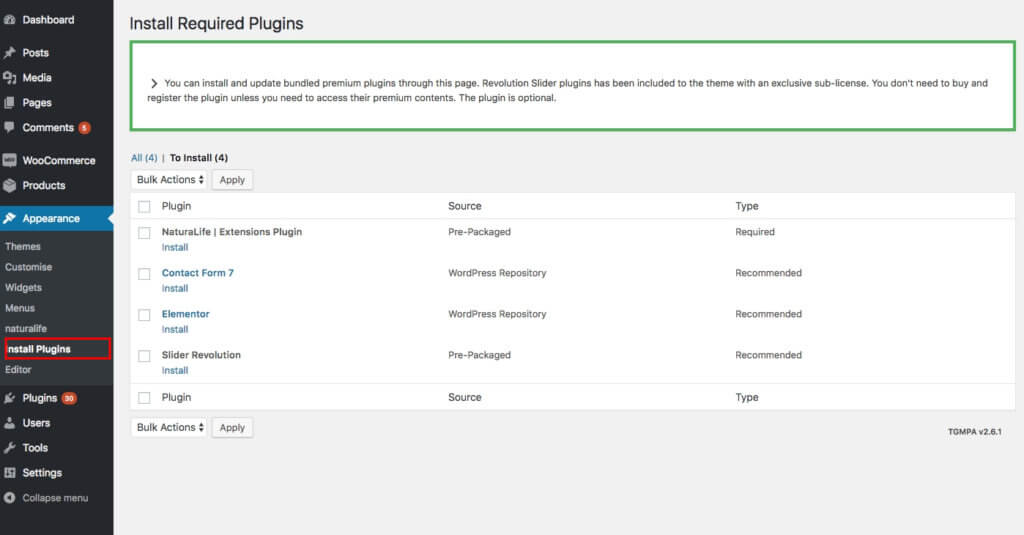 Dashboard
Posts
Media
Pages
Comments 5
WooCommerce
Products
Appearance
Themes
Customise
Widgets
Menus
naturalife
Install Plugins
Editor
Plugins 30
Users
Tools
Settings
Collapse menu
Install Required Plugins
You can install and update bundled premium plugins through this page. Revolution Slider plugins has been included to the theme with an exclusive sub-license. You don't need to buy and
register the plugin unless you need to access their premium contents. The plugin is optional.
All (4) | To Install (4)
Bulk Actions Apply
Plugin Source Type
NaturaLife | Extensions Plugin Pre-Packaged Required
Install
Contact Form 7 WordPress Repository Recommended
Install
Elementor WordPress Repository Recommended
Install
Slider Revolution Pre-Packaged Recommended
Install
Plugin Source Type
Bulk Actions Apply
TGMPA v2.6.1